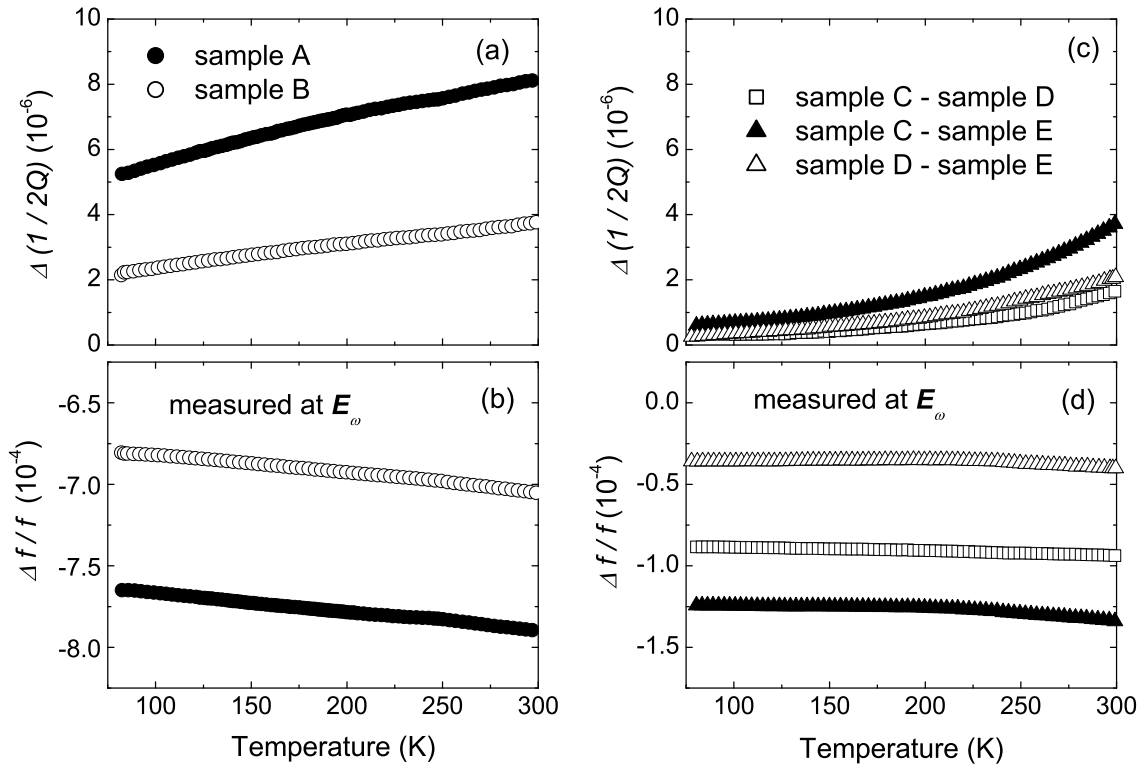 10
8
6
4
2
0
Δ (1 / 2Q) (10⁻⁶)
(a)
sample A
sample B
10
8
6
4
2
0
Δ (1 / 2Q) (10⁻⁶)
(c)
sample C - sample D
sample C - sample E
sample D - sample E
-6.5
-7.0
-7.5
-8.0
Δ f / f (10⁻⁴)
(b)
measured at E_ω
100 150 200 250 300
Temperature (K)
0.0
-0.5
-1.0
-1.5
Δ f / f (10⁻⁴)
(d)
measured at E_ω
100 150 200 250 300
Temperature (K)